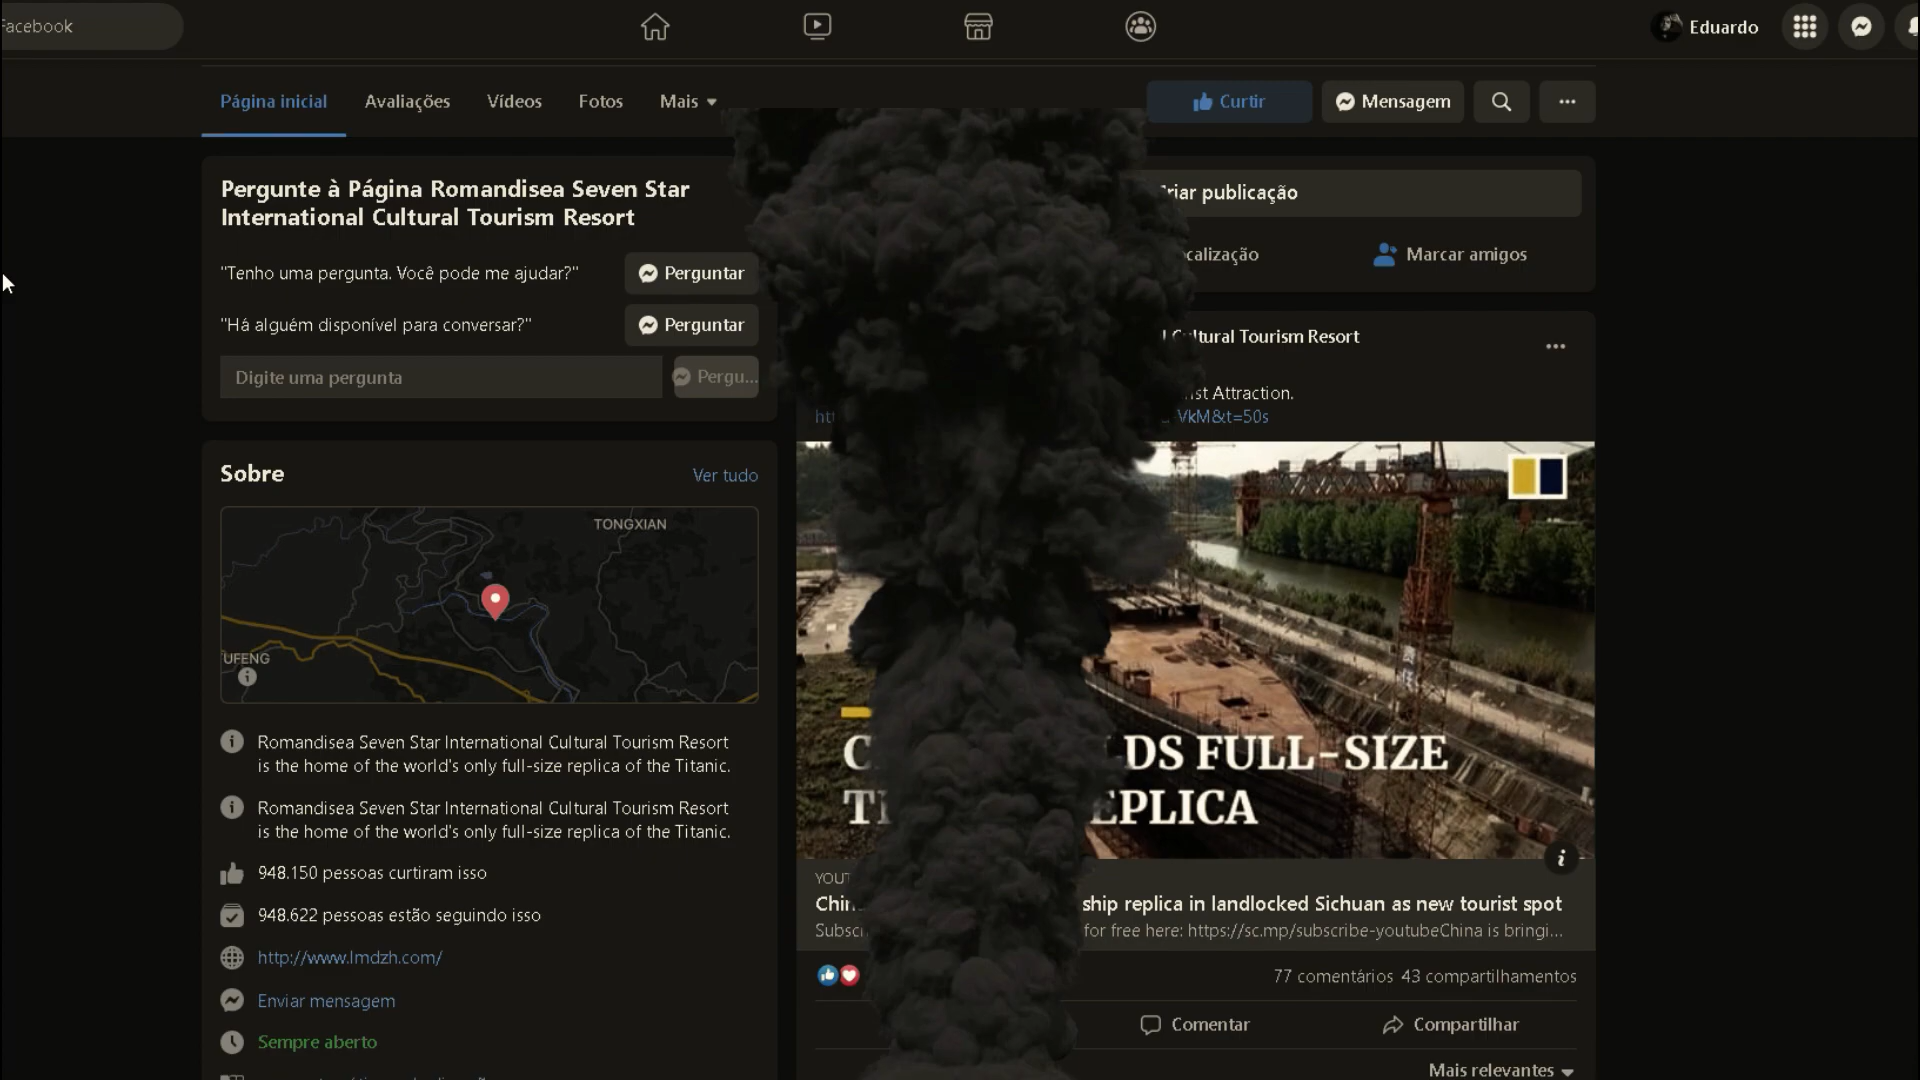 Facebook
Eduardo
Página inicial
Avaliações
Vídeos
Fotos
Mais
Curtir
Mensagem
Pergunte à Página Romandisea Seven Star
International Cultural Tourism Resort
"Tenho uma pergunta. Você pode me ajudar?"
Perguntar
"Há alguém disponível para conversar?"
Perguntar
Digite uma pergunta
Pergu...
Sobre
Ver tudo
TONGXIAN
UFENG
Romandisea Seven Star International Cultural Tourism Resort
is the home of the world's only full-size replica of the Titanic.
Romandisea Seven Star International Cultural Tourism Resort
is the home of the world's only full-size replica of the Titanic.
948.150 pessoas curtiram isso
948.622 pessoas estão seguindo isso
http://www.lmdzh.com/
Enviar mensagem
Sempre aberto
publicação
Marcar amigos
Cultural Tourism Resort
Attraction.
VkM&t=50s
FULL-SIZE
ship replica in landlocked Sichuan as new tourist spot
for free here: https://sc.mp/subscribe-youtubeChina is bringi...
77 comentários 43 compartilhamentos
Comentar
Compartilhar
Mais relevantes